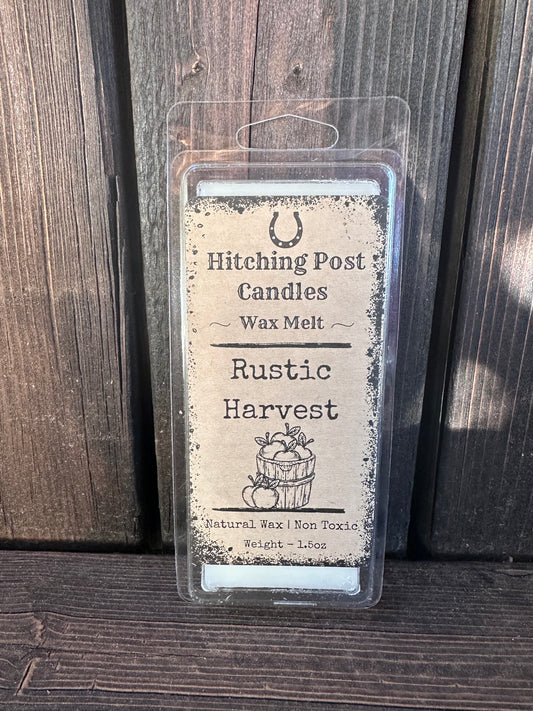 Hitching Post
Candles
~ Wax Melt ~
Rustic
Harvest
Natural Wax | Non Toxic
Weight - 1.5oz